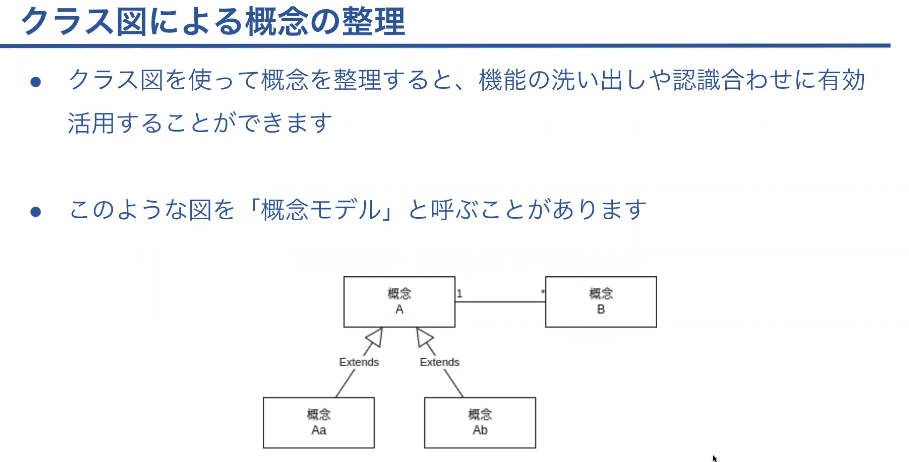 クラス図による概念の整理
● クラス図を使って概念を整理すると、機能の洗い出しや認識合わせに有効
活用することができます
● このような図を「概念モデル」と呼ぶことがあります
概念
A
1
*
概念
B
Extends
Extends
概念
Aa
概念
Ab